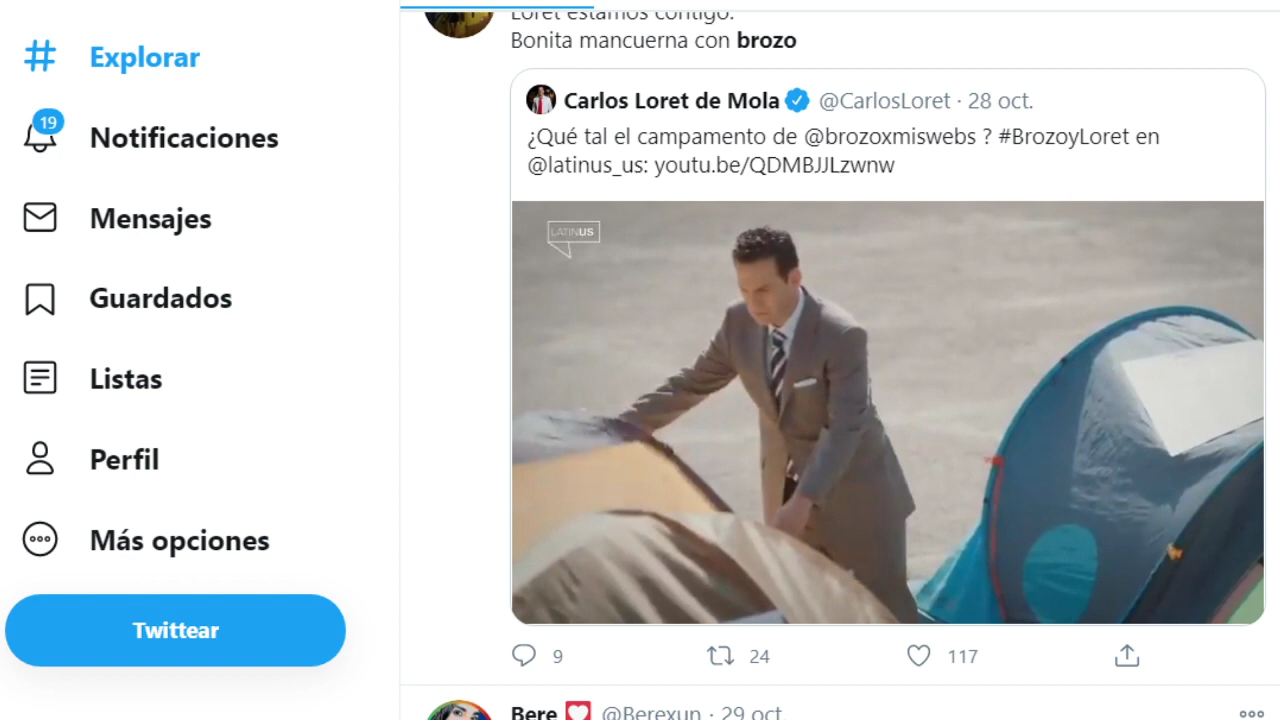 Explorar
19
Notificaciones
Mensajes
Guardados
Listas
Perfil
Más opciones
Twittear
Loret estamos contigo.
Bonita mancuerna con brozo
Carlos Loret de Mola @CarlosLoret · 28 oct.
¿Qué tal el campamento de @brozoxmiswebs ? #BrozoyLoret en
@latinus_us: youtu.be/QDMBJJLzwnw
LATINUS
9 24 117
Bere @Berexun · 29 oct.